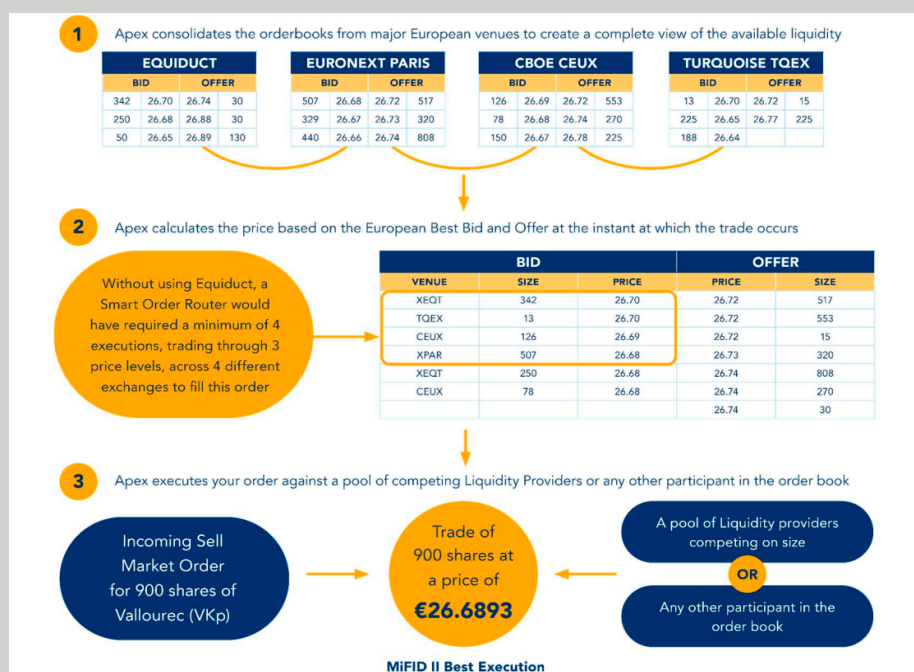 1
Apex consolidates the orderbooks from major European venues to create a complete view of the available liquidity
EQUIDUCT
BID OFFER
342 26.70 26.74 30
250 26.68 26.88 30
50 26.65 26.89 130
EURONEXT PARIS
BID OFFER
507 26.68 26.72 517
329 26.67 26.73 320
440 26.66 26.74 808
CBOE CEUX
BID OFFER
126 26.69 26.72 553
78 26.68 26.74 270
150 26.67 26.78 225
TURQUOISE TQEX
BID OFFER
13 26.70 26.72 15
225 26.65 26.77 225
188 26.64
2
Apex calculates the price based on the European Best Bid and Offer at the instant at which the trade occurs
Without using Equiduct, a
Smart Order Router would
have required a minimum of 4
executions, trading through 3
price levels, across 4 different
exchanges to fill this order
BID OFFER
VENUE SIZE PRICE PRICE SIZE
XEQT 342 26.70 26.72 517
TQEX 13 26.70 26.72 553
CEUX 126 26.69 26.72 15
XPAR 507 26.68 26.73 320
XEQT 250 26.68 26.74 808
CEUX 78 26.68 26.74 270
26.74 30
3
Apex executes your order against a pool of competing Liquidity Providers or any other participant in the order book
Incoming Sell
Market Order
for 900 shares of
Vallourec (VKp)
Trade of
900 shares at
a price of
€26.6893
A pool of Liquidity providers
competing on size
OR
Any other participant in the
order book
MiFID II Best Execution